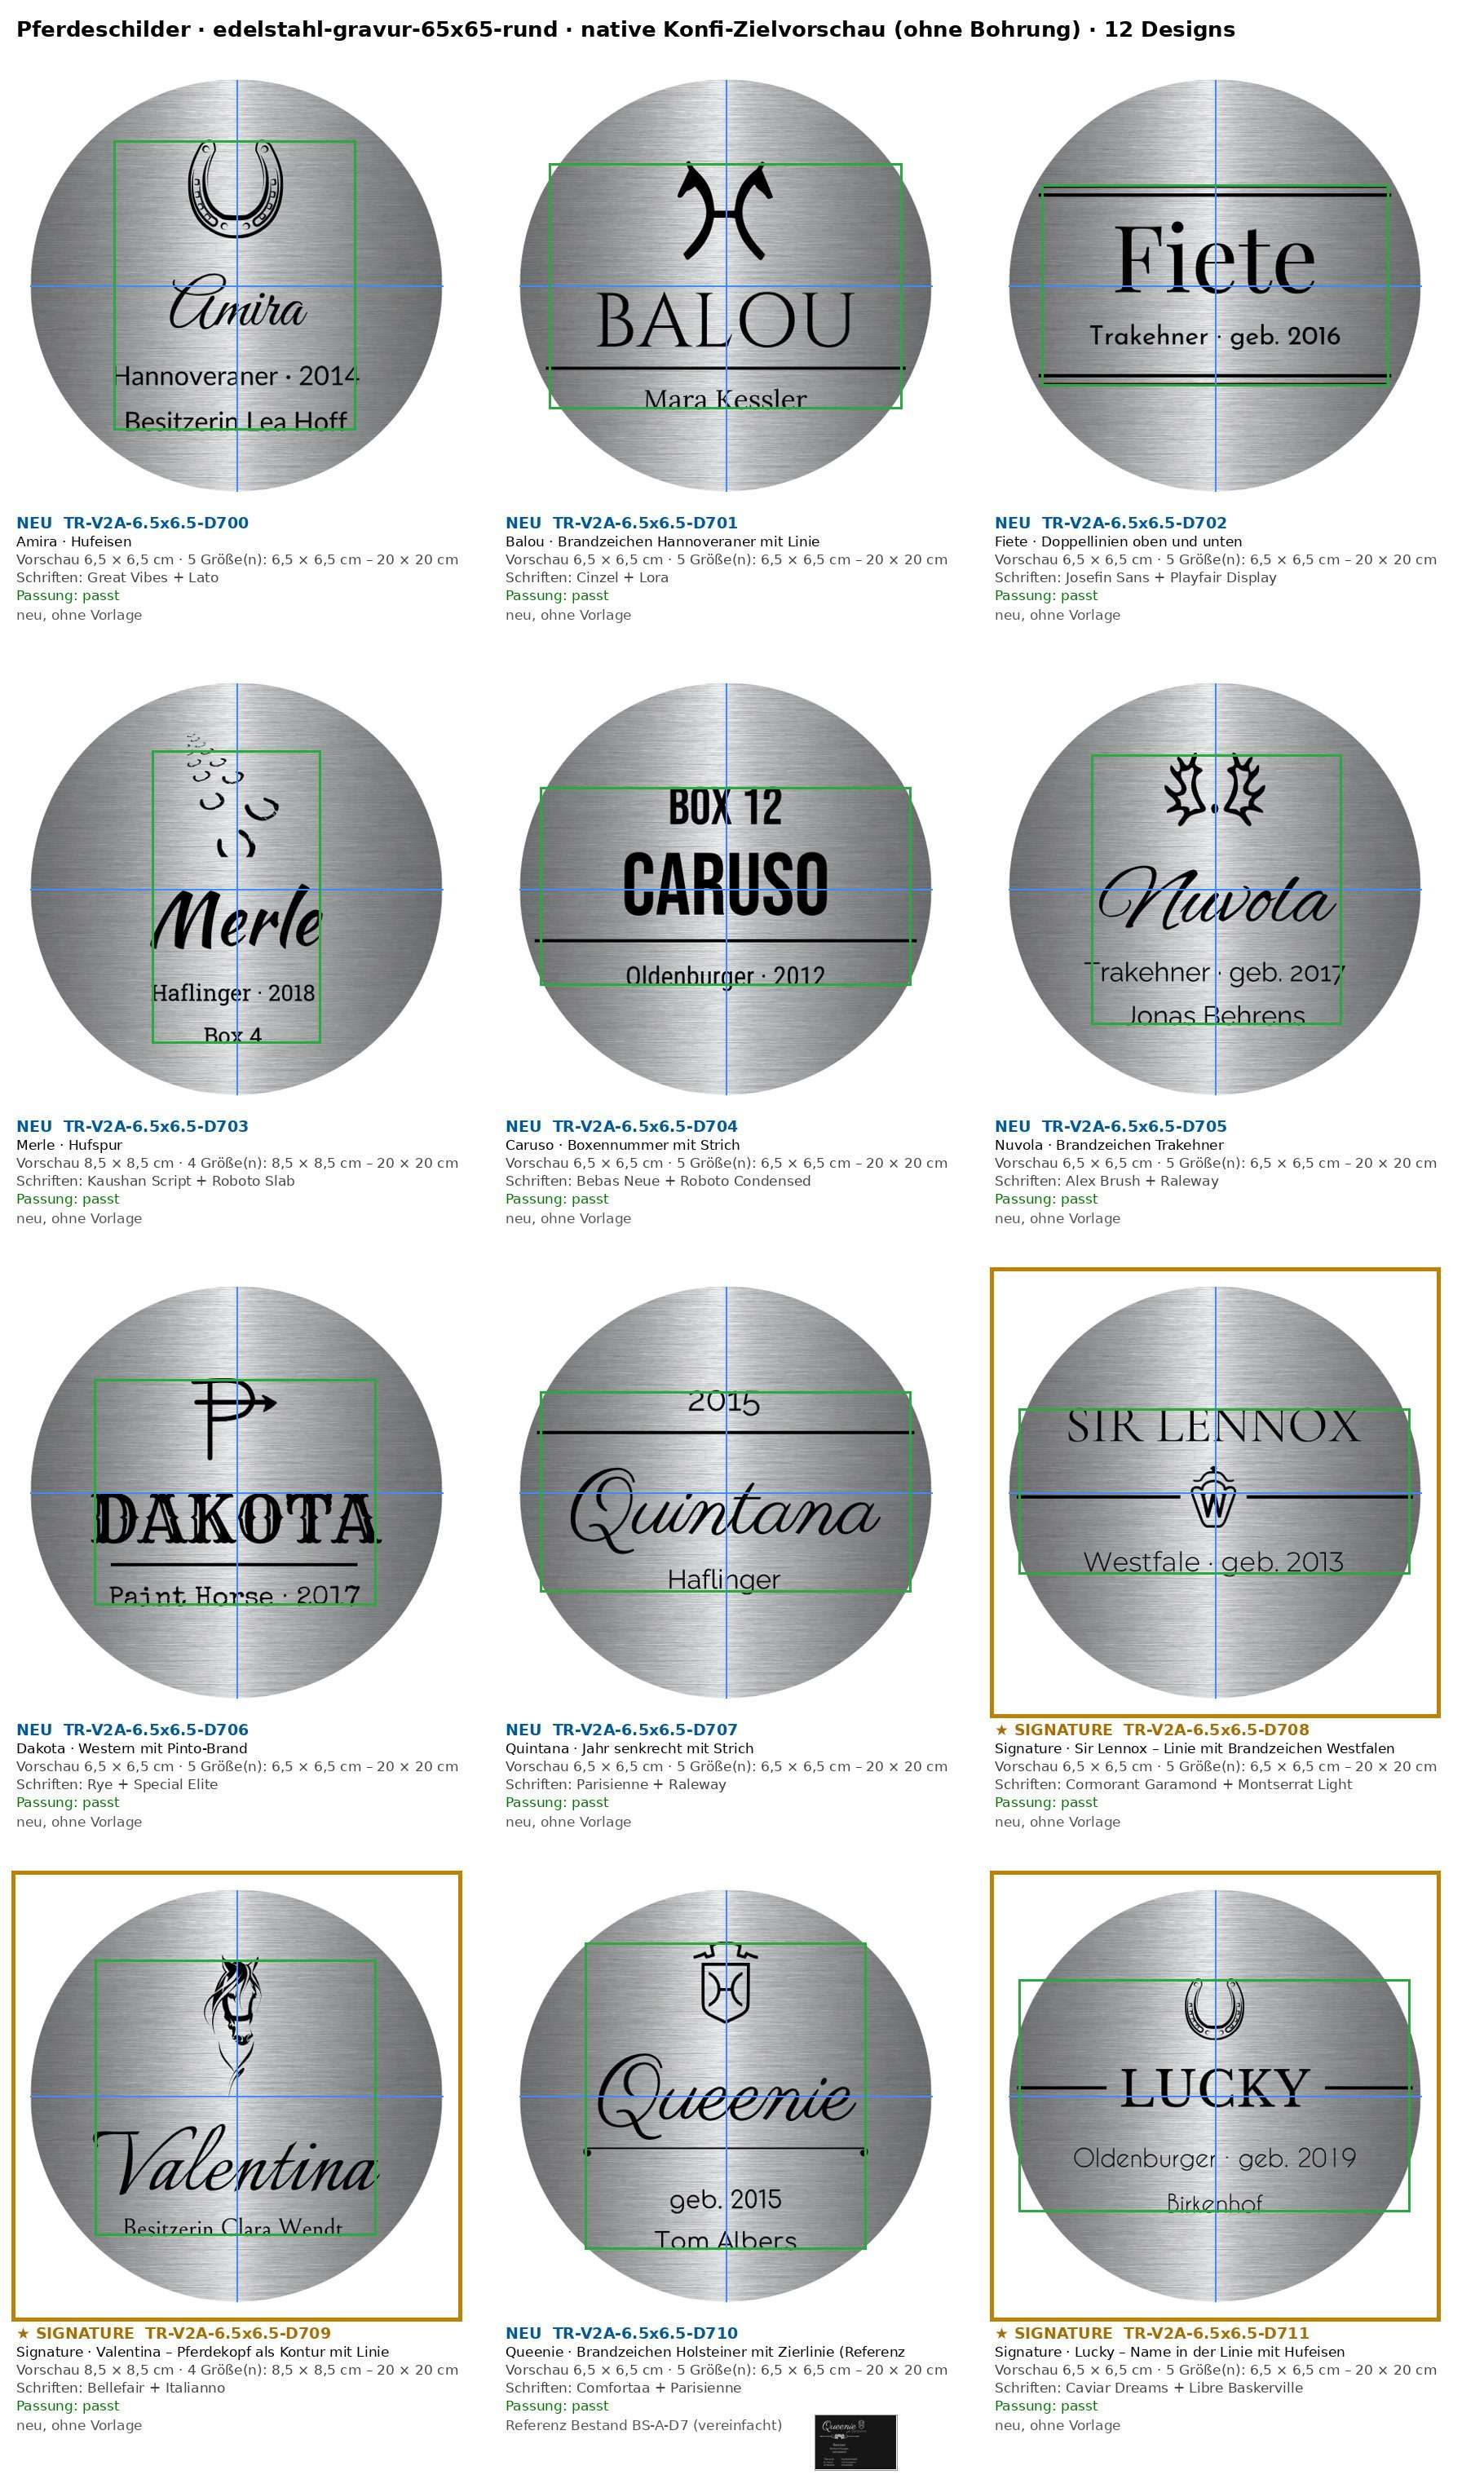 Pferdeschilder · edelstahl-gravur-65x65-rund · native Konfi-Zielvorschau (ohne Bohrung) · 12 Designs
Amira
Hannoveraner · 2014
Besitzerin Lea Hoff
NEU TR-V2A-6.5x6.5-D700
Amira · Hufeisen
Vorschau 6,5 × 6,5 cm · 5 Größe(n): 6,5 × 6,5 cm – 20 × 20 cm
Schriften: Great Vibes + Lato
Passung: passt
neu, ohne Vorlage
BALOU
Mara Kessler
NEU TR-V2A-6.5x6.5-D701
Balou · Brandzeichen Hannoveraner mit Linie
Vorschau 6,5 × 6,5 cm · 5 Größe(n): 6,5 × 6,5 cm – 20 × 20 cm
Schriften: Cinzel + Lora
Passung: passt
neu, ohne Vorlage
Fiete
Trakehner · geb. 2016
NEU TR-V2A-6.5x6.5-D702
Fiete · Doppellinien oben und unten
Vorschau 6,5 × 6,5 cm · 5 Größe(n): 6,5 × 6,5 cm – 20 × 20 cm
Schriften: Josefin Sans + Playfair Display
Passung: passt
neu, ohne Vorlage
Merle
Haflinger · 2018
Box 4
NEU TR-V2A-6.5x6.5-D703
Merle · Hufspur
Vorschau 8,5 × 8,5 cm · 4 Größe(n): 8,5 × 8,5 cm – 20 × 20 cm
Schriften: Kaushan Script + Roboto Slab
Passung: passt
neu, ohne Vorlage
BOX 12
CARUSO
Oldenburger · 2012
NEU TR-V2A-6.5x6.5-D704
Caruso · Boxennummer mit Strich
Vorschau 6,5 × 6,5 cm · 5 Größe(n): 6,5 × 6,5 cm – 20 × 20 cm
Schriften: Bebas Neue + Roboto Condensed
Passung: passt
neu, ohne Vorlage
Nuvola
Trakehner · geb. 2017
Jonas Behrens
NEU TR-V2A-6.5x6.5-D705
Nuvola · Brandzeichen Trakehner
Vorschau 6,5 × 6,5 cm · 5 Größe(n): 6,5 × 6,5 cm – 20 × 20 cm
Schriften: Alex Brush + Raleway
Passung: passt
neu, ohne Vorlage
DAKOTA
Paint Horse · 2017
NEU TR-V2A-6.5x6.5-D706
Dakota · Western mit Pinto-Brand
Vorschau 6,5 × 6,5 cm · 5 Größe(n): 6,5 × 6,5 cm – 20 × 20 cm
Schriften: Rye + Special Elite
Passung: passt
neu, ohne Vorlage
2015
Quintana
Haflinger
NEU TR-V2A-6.5x6.5-D707
Quintana · Jahr senkrecht mit Strich
Vorschau 6,5 × 6,5 cm · 5 Größe(n): 6,5 × 6,5 cm – 20 × 20 cm
Schriften: Parisienne + Raleway
Passung: passt
neu, ohne Vorlage
SIR LENNOX
W
Westfale · geb. 2013
★ SIGNATURE TR-V2A-6.5x6.5-D708
Signature · Sir Lennox – Linie mit Brandzeichen Westfalen
Vorschau 6,5 × 6,5 cm · 5 Größe(n): 6,5 × 6,5 cm – 20 × 20 cm
Schriften: Cormorant Garamond + Montserrat Light
Passung: passt
neu, ohne Vorlage
Valentina
Besitzerin Clara Wendt
★ SIGNATURE TR-V2A-6.5x6.5-D709
Signature · Valentina – Pferdekopf als Kontur mit Linie
Vorschau 8,5 × 8,5 cm · 4 Größe(n): 8,5 × 8,5 cm – 20 × 20 cm
Schriften: Bellefair + Italianno
Passung: passt
neu, ohne Vorlage
Queenie
geb. 2015
Tom Albers
NEU TR-V2A-6.5x6.5-D710
Queenie · Brandzeichen Holsteiner mit Zierlinie (Referenz
Vorschau 6,5 × 6,5 cm · 5 Größe(n): 6,5 × 6,5 cm – 20 × 20 cm
Schriften: Comfortaa + Parisienne
Passung: passt
Referenz Bestand BS-A-D7 (vereinfacht)
Queenie
LUCKY
Oldenburger · geb. 2019
Birkenhof
★ SIGNATURE TR-V2A-6.5x6.5-D711
Signature · Lucky – Name in der Linie mit Hufeisen
Vorschau 6,5 × 6,5 cm · 5 Größe(n): 6,5 × 6,5 cm – 20 × 20 cm
Schriften: Caviar Dreams + Libre Baskerville
Passung: passt
neu, ohne Vorlage